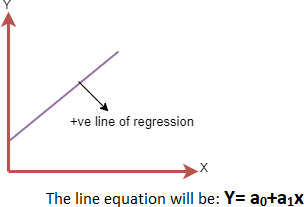 Y
+ve line of regression
X
The line equation will be: Y= a₀+a₁x